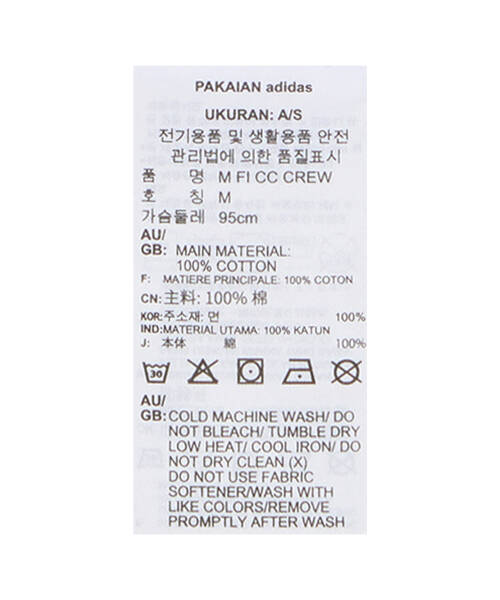 PAKAIAN adidas
UKURAN: A/S
전기용품 및 생활용품 안전
관리법에 의한 품질표시
품 명 M FI CC CREW
호 칭 M
가슴둘레 95cm
AU/
GB: MAIN MATERIAL:
100% COTTON
F: MATIERE PRINCIPALE: 100% COTON
CN: 主料: 100% 棉
KOR:주소재: 면 100%
IND:MATERIAL UTAMA: 100% KATUN
J: 本体 綿 100%
30
AU/
GB: COLD MACHINE WASH/ DO
NOT BLEACH/ TUMBLE DRY
LOW HEAT/ COOL IRON/ DO
NOT DRY CLEAN (X)
DO NOT USE FABRIC
SOFTENER/WASH WITH
LIKE COLORS/REMOVE
PROMPTLY AFTER WASH